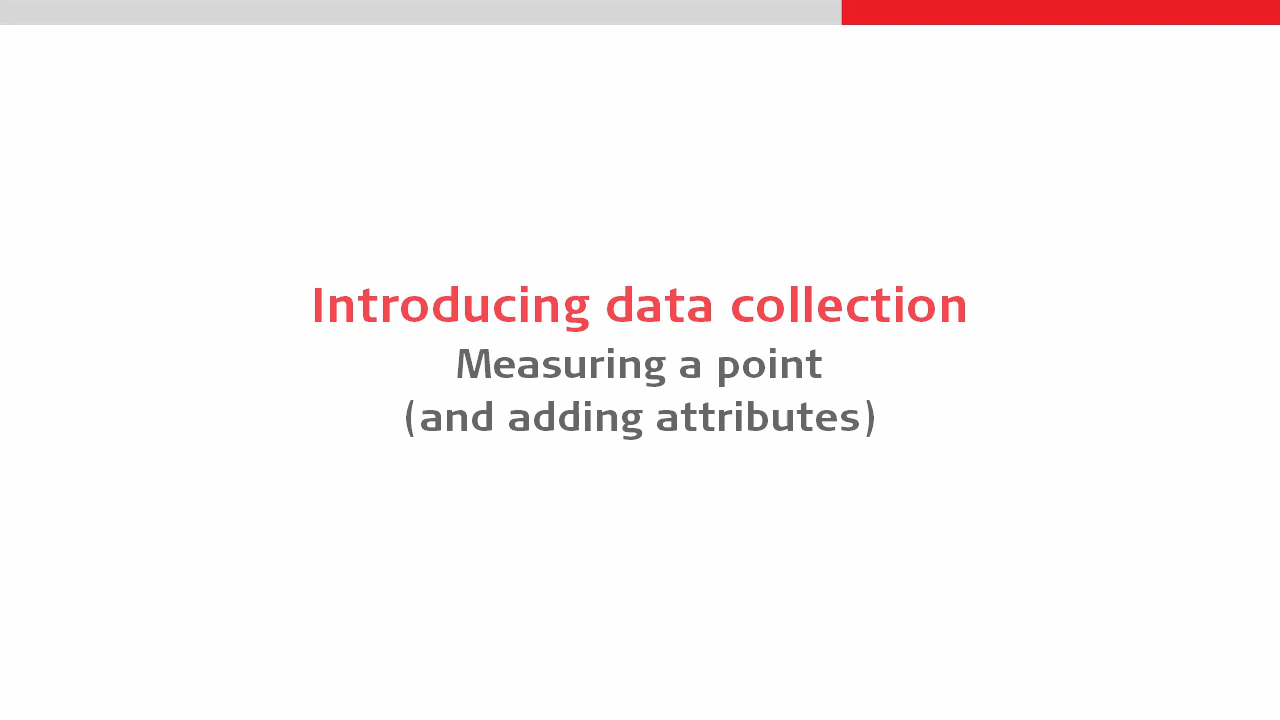 Introducing data collection
Measuring a point
(and adding attributes)